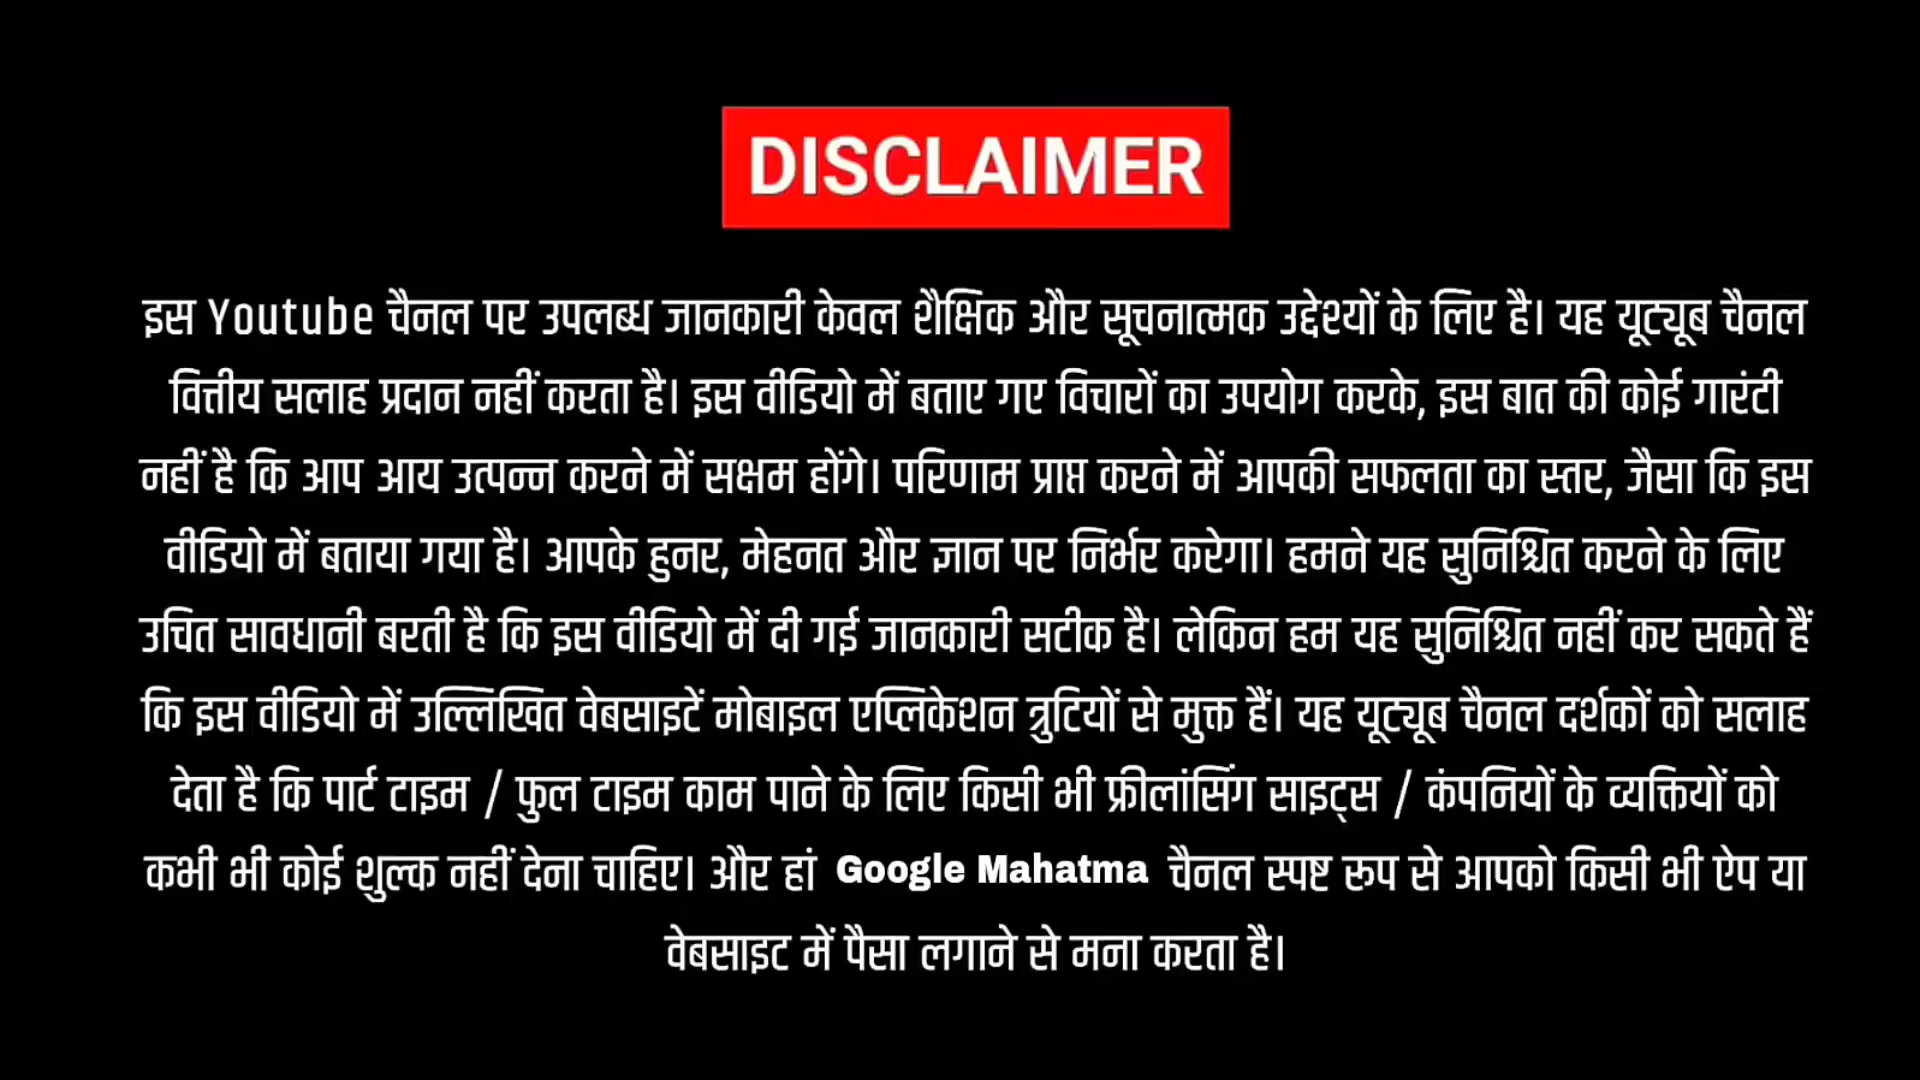 DISCLAIMER
इस Youtube चैनल पर उपलब्ध जानकारी केवल शैक्षिक और सूचनात्मक उद्देश्यों के लिए है। यह यूट्यूब चैनल
वित्तीय सलाह प्रदान नहीं करता है। इस वीडियो में बताए गए विचारों का उपयोग करके, इस बात की कोई गारंटी
नहीं है कि आप आय उत्पन्न करने में सक्षम होंगे। परिणाम प्राप्त करने में आपकी सफलता का स्तर, जैसा कि इस
वीडियो में बताया गया है। आपके हुनर, मेहनत और ज्ञान पर निर्भर करेगा। हमने यह सुनिश्चित करने के लिए
उचित सावधानी बरती है कि इस वीडियो में दी गई जानकारी सटीक है। लेकिन हम यह सुनिश्चित नहीं कर सकते हैं
कि इस वीडियो में उल्लिखित वेबसाइटें मोबाइल एप्लिकेशन त्रुटियों से मुक्त हैं। यह यूट्यूब चैनल दर्शकों को सलाह
देता है कि पार्ट टाइम / फुल टाइम काम पाने के लिए किसी भी फ्रीलांसिंग साइट्स / कंपनियों के व्यक्तियों को
कभी भी कोई शुल्क नहीं देना चाहिए। और हां Google Mahatma चैनल स्पष्ट रूप से आपको किसी भी ऐप या
वेबसाइट में पैसा लगाने से मना करता है।